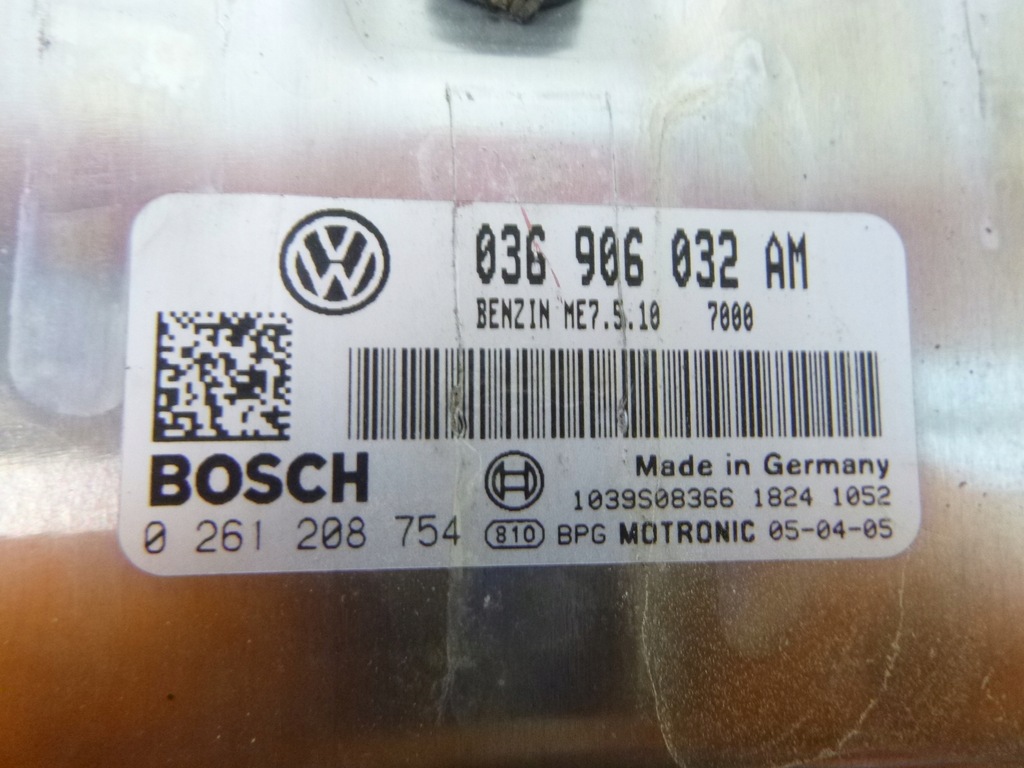 036 906 032 AM
BENZIN ME7.5.10 7000
BOSCH
Made in Germany
1039S08366 1824 1052
0 261 208 754
810 BPG MOTRONIC 05-04-05